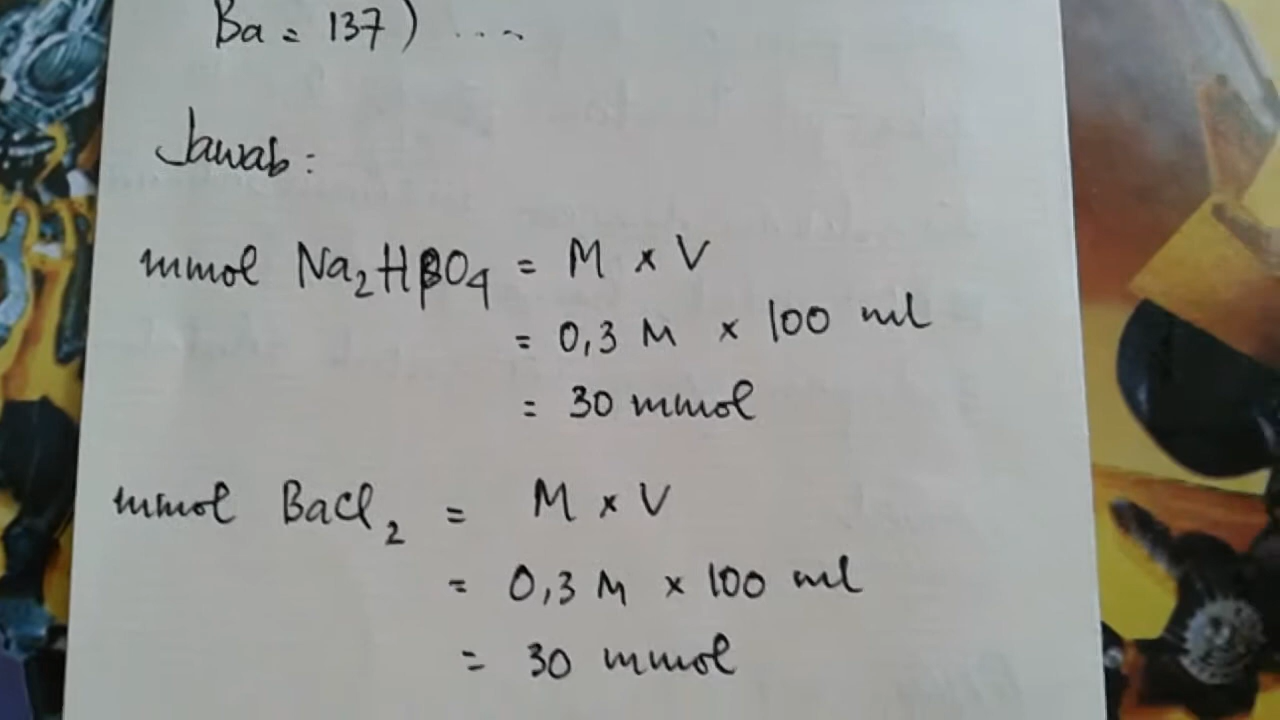 Ba = 137) ....
Jawab :
mmol Na₂HPO₄ = M × V
= 0,3 M × 100 ml
= 30 mmol
mmol BaCl₂ = M × V
= 0,3 M × 100 ml
= 30 mmol